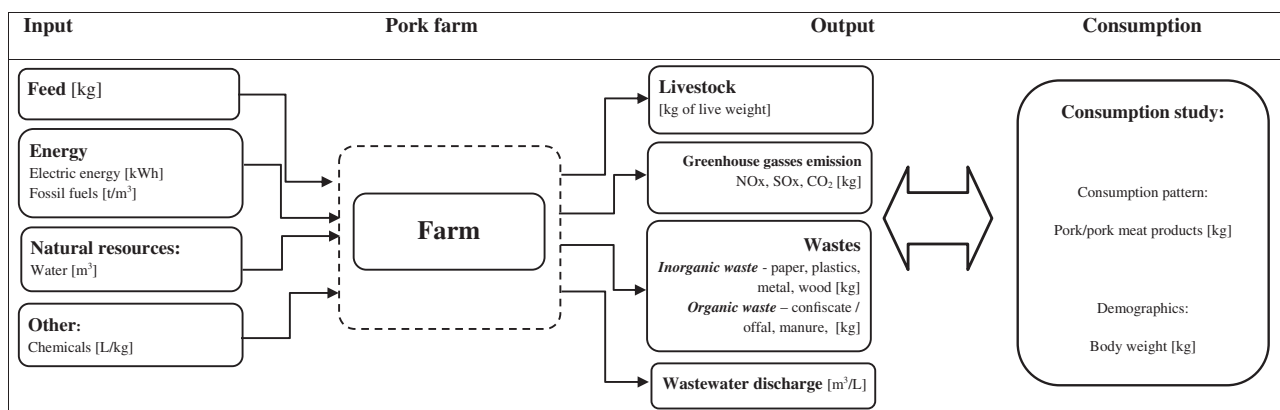 Input
Pork farm
Output
Consumption
Feed [kg]
Energy
Electric energy [kWh]
Fossil fuels [t/m³]
Natural resources:
Water [m³]
Other:
Chemicals [L/kg]
Farm
Livestock
[kg of live weight]
Greenhouse gasses emission
NOx, SOx, CO₂ [kg]
Wastes
Inorganic waste - paper, plastics,
metal, wood [kg]
Organic waste – confiscate /
offal, manure, [kg]
Wastewater discharge [m³/L]
Consumption study:
Consumption pattern:
Pork/pork meat products [kg]
Demographics:
Body weight [kg]